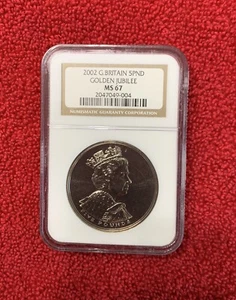 2002 G.BRITAIN 5PND
GOLDEN JUBILEE
MS 67
2047049-004
NUMISMATIC GUARANTY CORPORATION
FIVE POUNDS